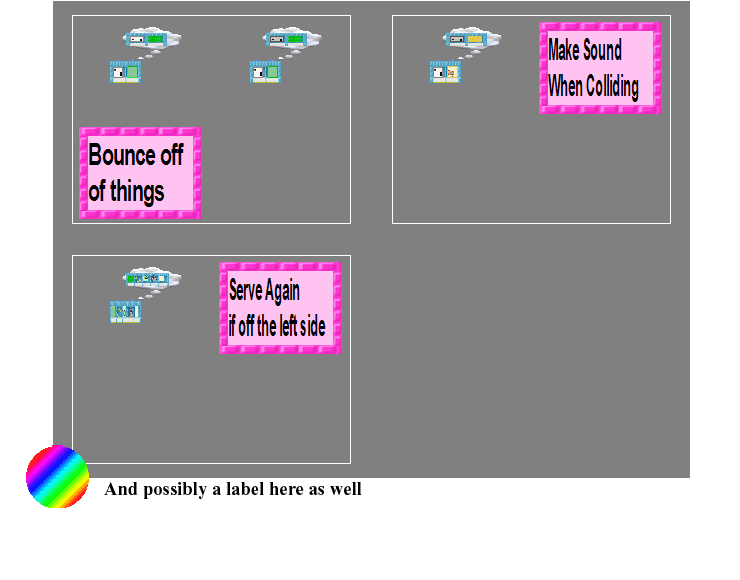 Make Sound
When Colliding
Bounce off
of things
Serve Again
if off the left side
And possibly a label here as well